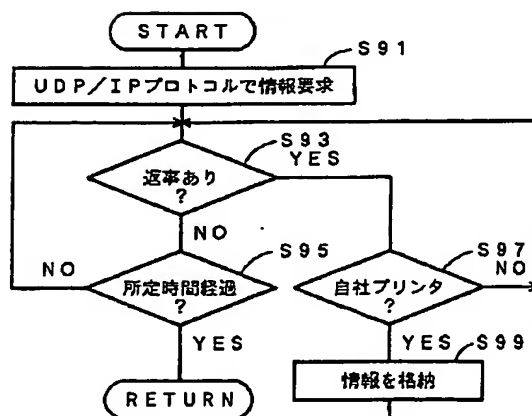 START
S91
UDP/IPプロトコルで情報要求
S93
YES
返事あり
?
NO
S95
S97
NO
所定時間経過
?
自社プリンタ
?
NO
YES
YES
S99
RETURN
情報を格納